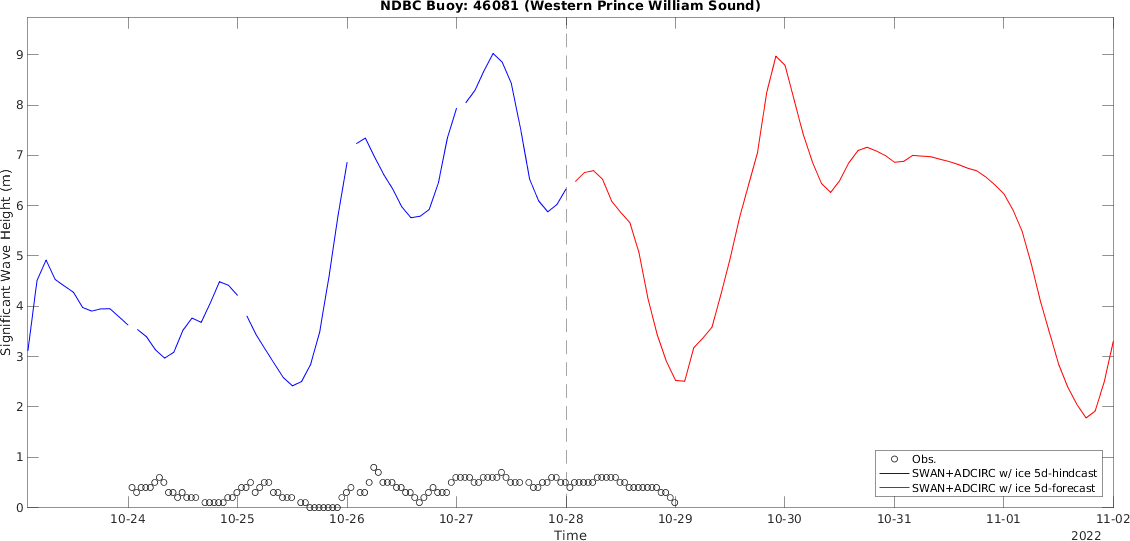 NDBC Buoy: 46081 (Western Prince William Sound)
Significant Wave Height (m)
9
8
7
6
5
4
3
2
1
0
Obs.
SWAN+ADCIRC w/ ice 5d-hindcast
SWAN+ADCIRC w/ ice 5d-forecast
10-24 10-25 10-26 10-27 10-28 10-29 10-30 10-31 11-01 11-02
Time
2022